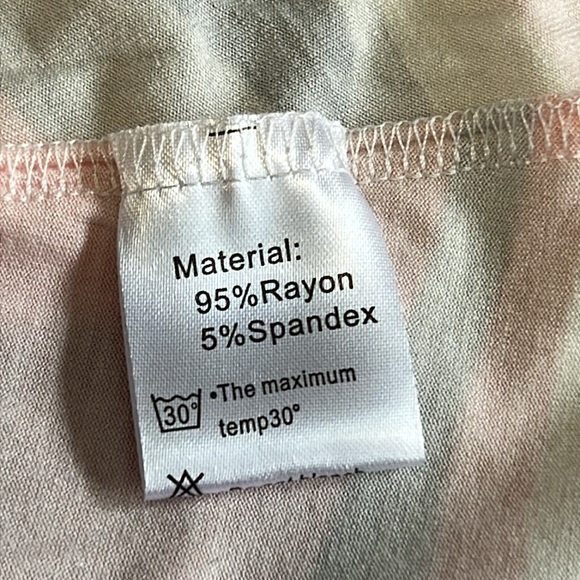 Material:
95%Rayon
5%Spandex
30°
•The maximum
temp30°